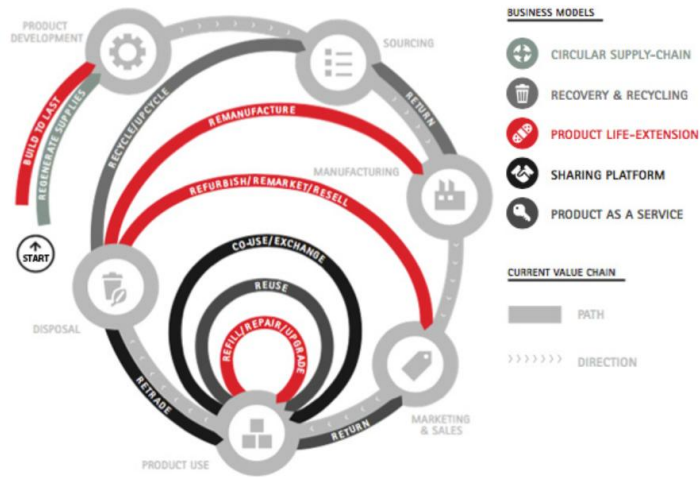 PRODUCT
DEVELOPMENT
SOURCING
BUILD TO LAST
REGENERATE SUPPLIES
RECYCLE/UPCYCLE
RETURN
REMANUFACTURE
MANUFACTURING
REFURBISH/REMARKET/RESELL
START
CO-USE/EXCHANGE
REUSE
REFILL/REPAIR/UPGRADE
DISPOSAL
RETRADE
RETURN
MARKETING
& SALES
PRODUCT USE
BUSINESS MODELS
CIRCULAR SUPPLY-CHAIN
RECOVERY & RECYCLING
PRODUCT LIFE-EXTENSION
SHARING PLATFORM
PRODUCT AS A SERVICE
CURRENT VALUE CHAIN
PATH
DIRECTION